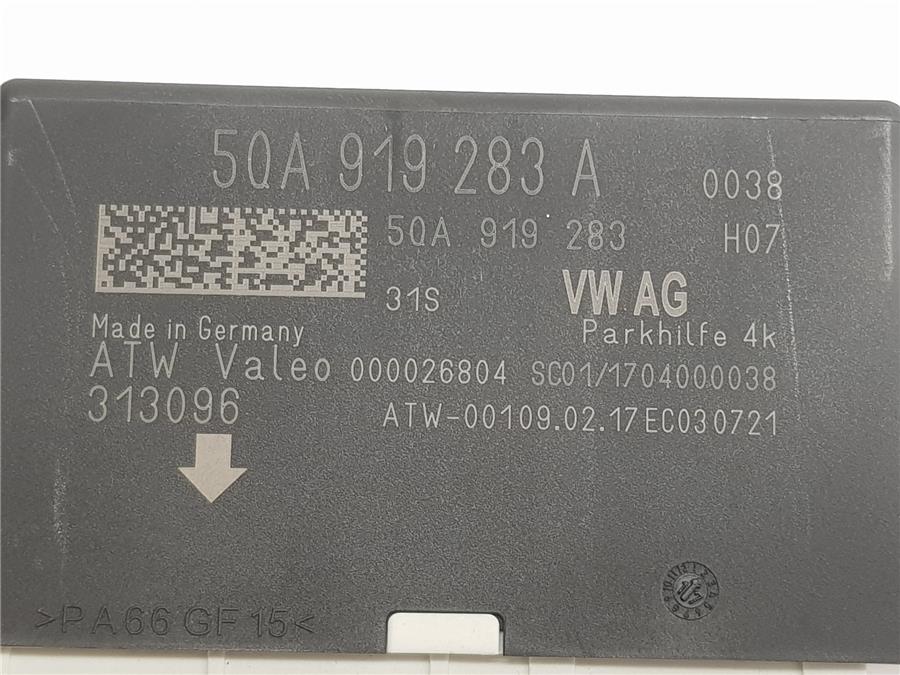 5QA 919 283 A 0038
5QA 919 283 H07
31S VW AG
Parkhilfe 4k
Made in Germany
ATW Valeo 000026804 SC01/1704000038
313096 ATW-00109.02.17EC030721
>PA66 GF15<